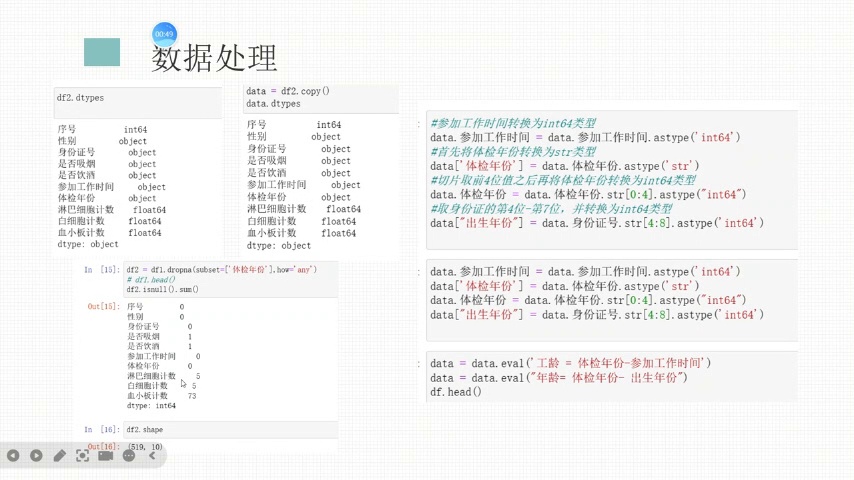 00:49
数据处理
df2.dtypes
序号 int64
性别 object
身份证号 object
是否吸烟 object
是否饮酒 object
参加工作时间 object
体检年份 object
淋巴细胞计数 float64
白细胞计数 float64
血小板计数 float64
dtype: object
data = df2.copy()
data.dtypes
序号 int64
性别 object
身份证号 object
是否吸烟 object
是否饮酒 object
参加工作时间 object
体检年份 object
淋巴细胞计数 float64
白细胞计数 float64
血小板计数 float64
dtype: object
In [15]: df2 = df1.dropna(subset=['体检年份'],how='any')
# df1.head()
df2.isnull().sum()
Out[15]: 序号 0
性别 0
身份证号 0
是否吸烟 1
是否饮酒 1
参加工作时间 0
体检年份 0
淋巴细胞计数 5
白细胞计数 5
血小板计数 73
dtype: int64
In [16]: df2.shape
Out[16]: (519, 10)
#参加工作时间转换为int64类型
data.参加工作时间 = data.参加工作时间.astype('int64')
#首先将体检年份转换为str类型
data['体检年份'] = data.体检年份.astype('str')
#切片取前4位值之后再将体检年份转换为int64类型
data.体检年份 = data.体检年份.str[0:4].astype("int64")
#取身份证的第4位-第7位，并转换为int64类型
data["出生年份"] = data.身份证号.str[4:8].astype('int64')
data.参加工作时间 = data.参加工作时间.astype('int64')
data['体检年份'] = data.体检年份.astype('str')
data.体检年份 = data.体检年份.str[0:4].astype("int64")
data["出生年份"] = data.身份证号.str[4:8].astype('int64')
data = data.eval('工龄 = 体检年份-参加工作时间')
data = data.eval("年龄= 体检年份- 出生年份")
df.head()